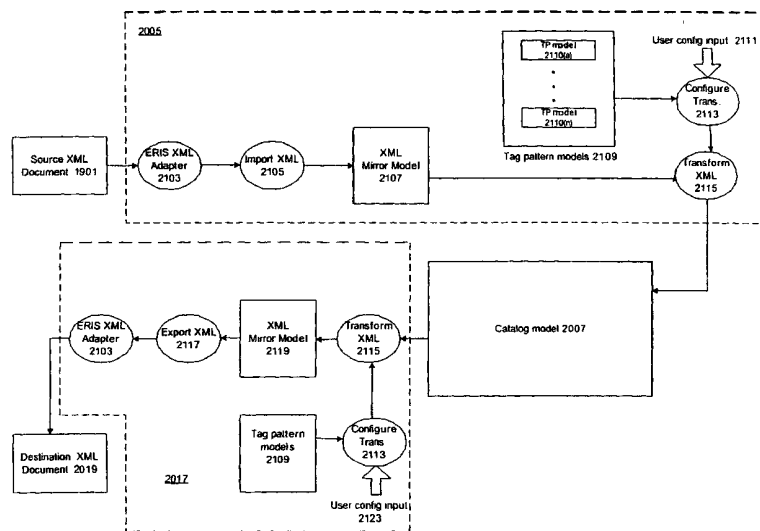 2005
TP model
2110(a)
TP model
2110(n)
Tag pattern models 2109
User config input 2111
Configure
Trans.
2113
Source XML
Document 1901
ERIS XML
Adapter
2103
Import XML
2105
XML
Mirror Model
2107
Transform
XML
2115
ERIS XML
Adapter
2103
Export XML
2117
XML
Mirror Model
2119
Transform
XML
2115
Catalog model 2007
Destination XML
Document 2019
2017
Tag pattern
models
2109
Configure
Trans
2113
User config input
2123